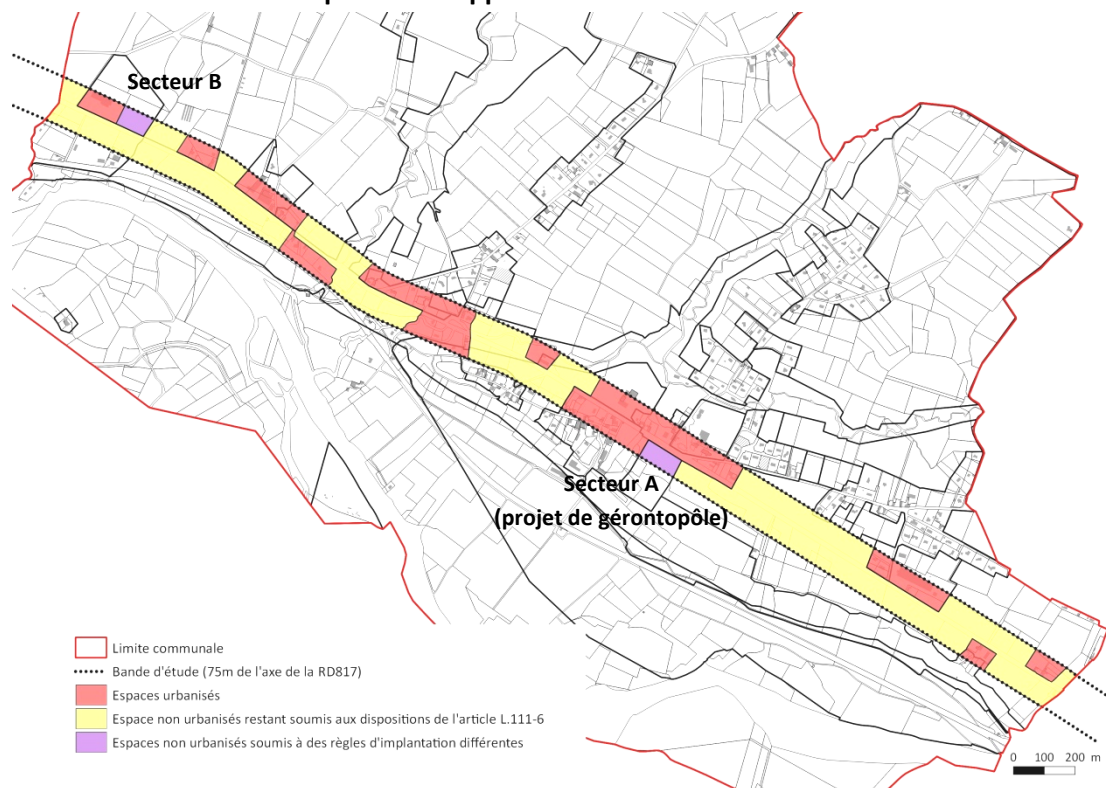 Secteur B
Secteur A
(projet de gérontopôle)
Limite communale
Bande d'étude (75m de l'axe de la RD817)
Espaces urbanisés
Espace non urbanisés restant soumis aux dispositions de l'article L.111-6
Espaces non urbanisés soumis à des règles d'implantation différentes
0 100 200 m